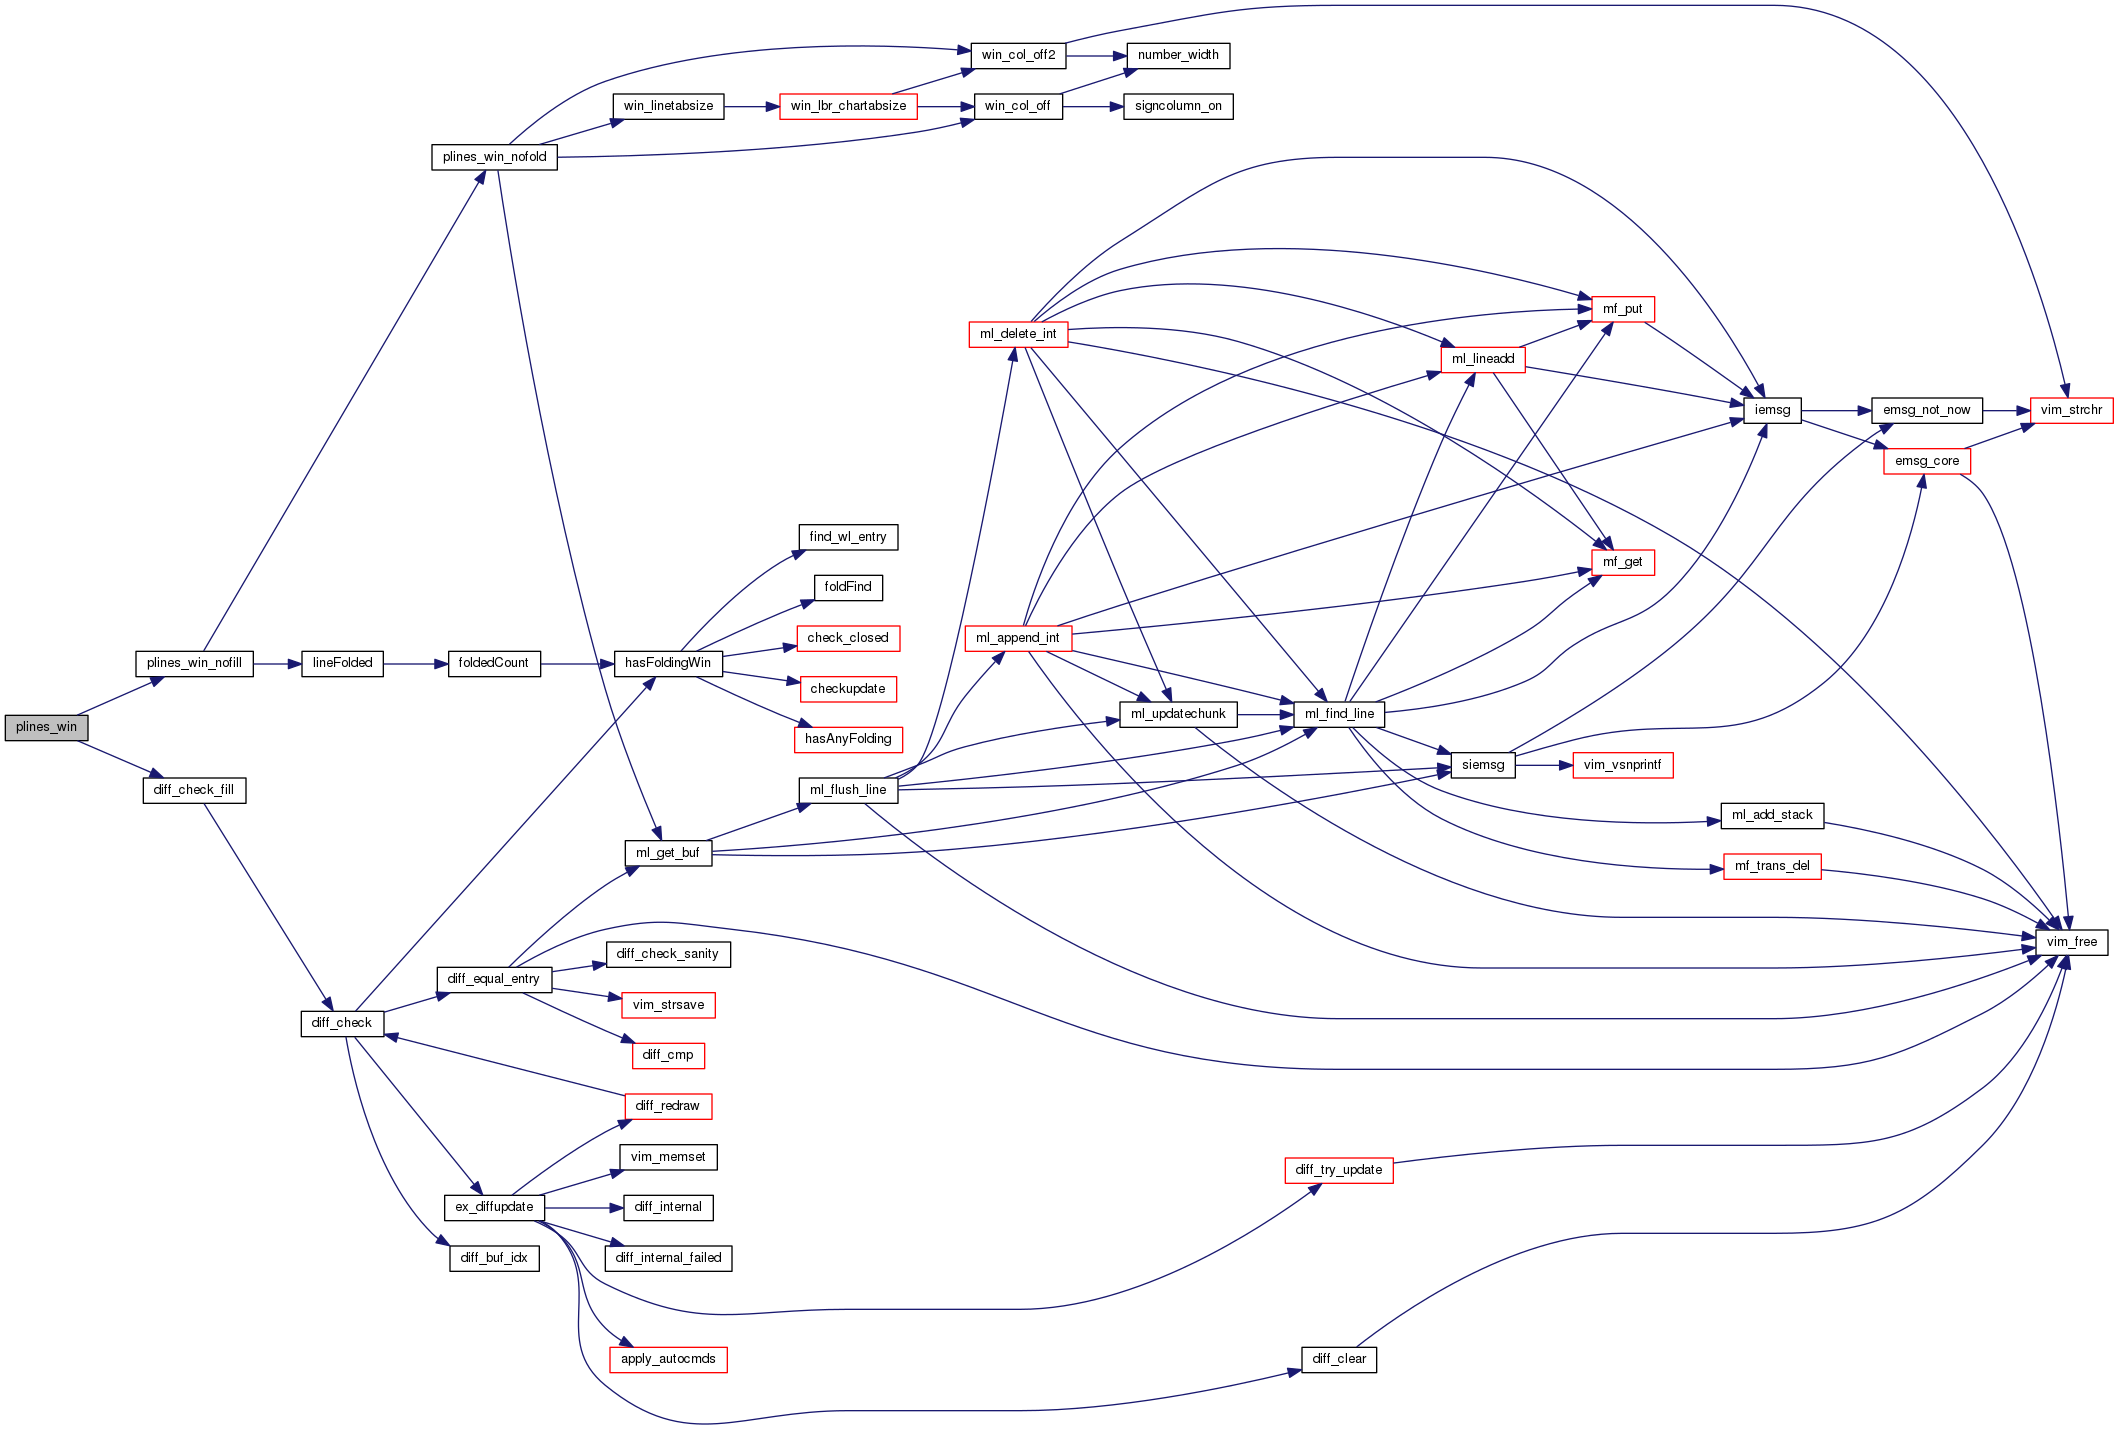 win_col_off2
number_width
win_linetabsize
win_lbr_chartabsize
win_col_off
signcolumn_on
plines_win_nofold
mf_put
ml_delete_int
ml_lineadd
iemsg
emsg_not_now
vim_strchr
emsg_core
find_wl_entry
mf_get
foldFind
check_closed
ml_append_int
plines_win_nofill
lineFolded
foldedCount
hasFoldingWin
checkupdate
ml_updatechunk
ml_find_line
plines_win
hasAnyFolding
siemsg
vim_vsnprintf
diff_check_fill
ml_flush_line
ml_add_stack
ml_get_buf
mf_trans_del
vim_free
diff_check_sanity
diff_equal_entry
vim_strsave
diff_check
diff_cmp
diff_redraw
vim_memset
diff_try_update
ex_diffupdate
diff_internal
diff_buf_idx
diff_internal_failed
apply_autocmds
diff_clear